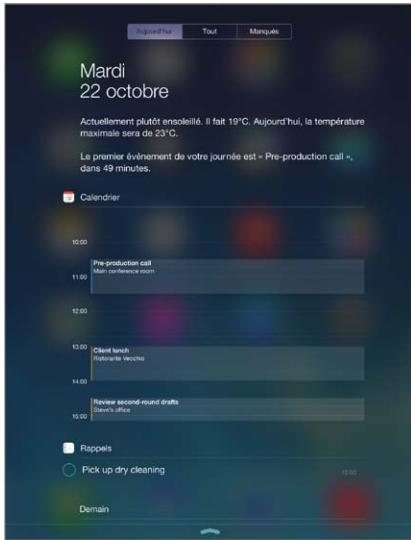 Aujourd'hui Tout Manqués
Mardi
22 octobre
Actuellement plutôt ensoleillé. Il fait 19°C. Aujourd'hui, la température
maximale sera de 23°C.
Le premier évènement de votre journée est « Pre-production call »,
dans 49 minutes.
Calendrier
10:00
Pre-production call
Main conference room
11:00
12:00
13:00
Client lunch
Ristorante Vecchio
14:00
Review second-round drafts
Steve's office
15:00
Rappels
Pick up dry cleaning
Demain